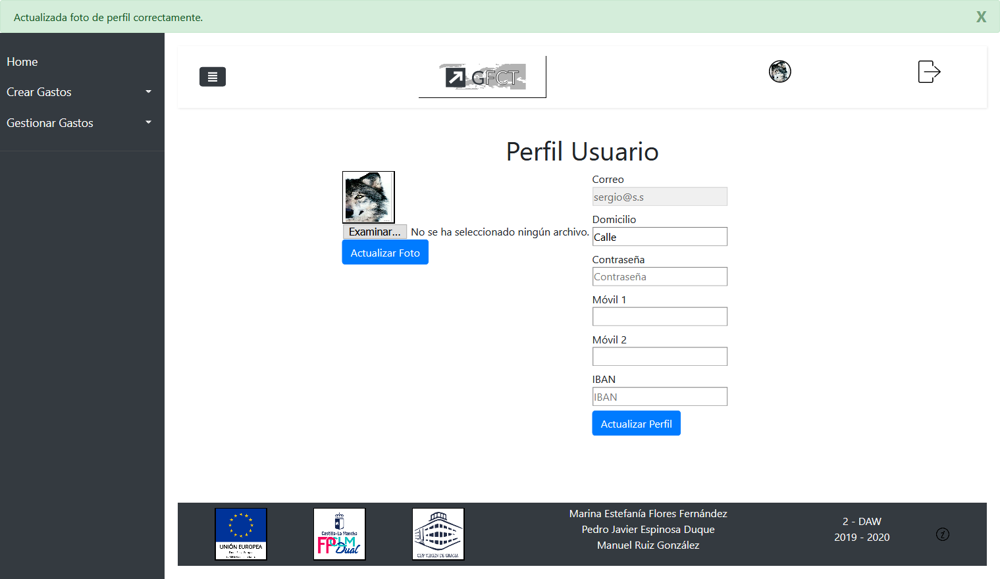 Actualizada foto de perfil correctamente.
X
Home
Crear Gastos
Gestionar Gastos
GFCT
Perfil Usuario
Examinar...
No se ha seleccionado ningún archivo.
Actualizar Foto
Correo
sergio@s.s
Domicilio
Calle
Contraseña
Contraseña
Móvil 1
Móvil 2
IBAN
IBAN
Actualizar Perfil
UNIÓN EUROPEA
Castilla-La Mancha
FPCLM
Dual
CIFP VIRGEN DE GRACIA
Marina Estefanía Flores Fernández
Pedro Javier Espinosa Duque
Manuel Ruiz González
2 - DAW
2019 - 2020